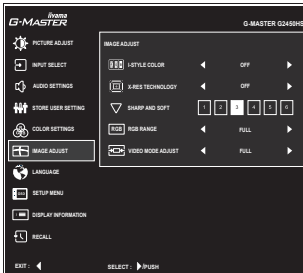 iiyama
G-MASTER
G-MASTER G2450HS
PICTURE ADJUST
INPUT SELECT
AUDIO SETTINGS
STORE USER SETTING
COLOR SETTINGS
IMAGE ADJUST
LANGUAGE
OSD SETUP MENU
DISPLAY INFORMATION
RECALL
IMAGE ADJUST
I-STYLE COLOR OFF
X-RES TECHNOLOGY OFF
SHARP AND SOFT 1 2 3 4 5 6
RGB RGB RANGE FULL
VIDEO MODE ADJUST FULL
EXIT : SELECT : /PUSH